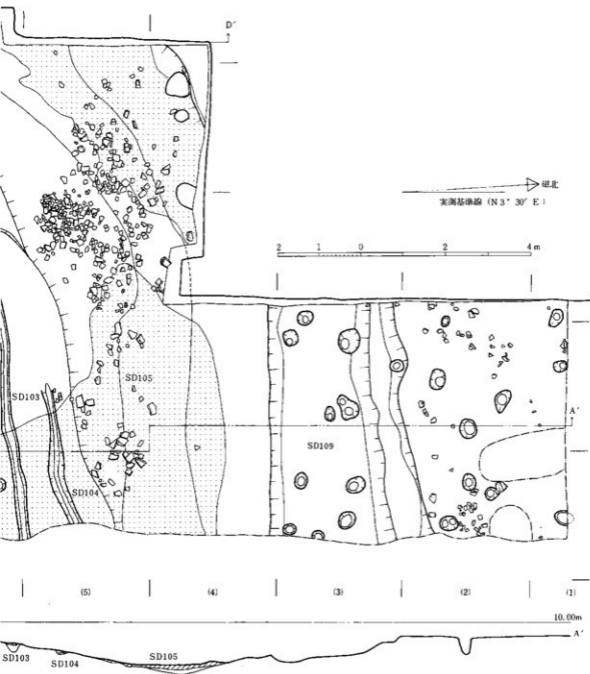 D′
磁北
実測基準線 (N 3° 30′ E)
2 1 0 2 4 m
SD105
SD103
A′
SD109
SD104
(5) (4) (3) (2) (1)
10.00m
A′
SD103 SD104 SD105